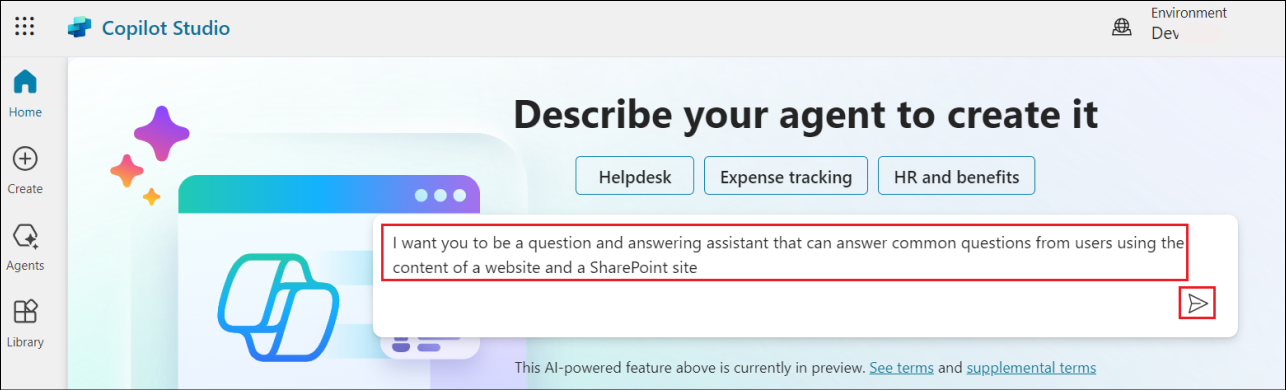 Copilot Studio
Environment
Dev
Home
Create
Agents
Library
Describe your agent to create it
Helpdesk
Expense tracking
HR and benefits
I want you to be a question and answering assistant that can answer common questions from users using the
content of a website and a SharePoint site
This AI-powered feature above is currently in preview. See terms and supplemental terms